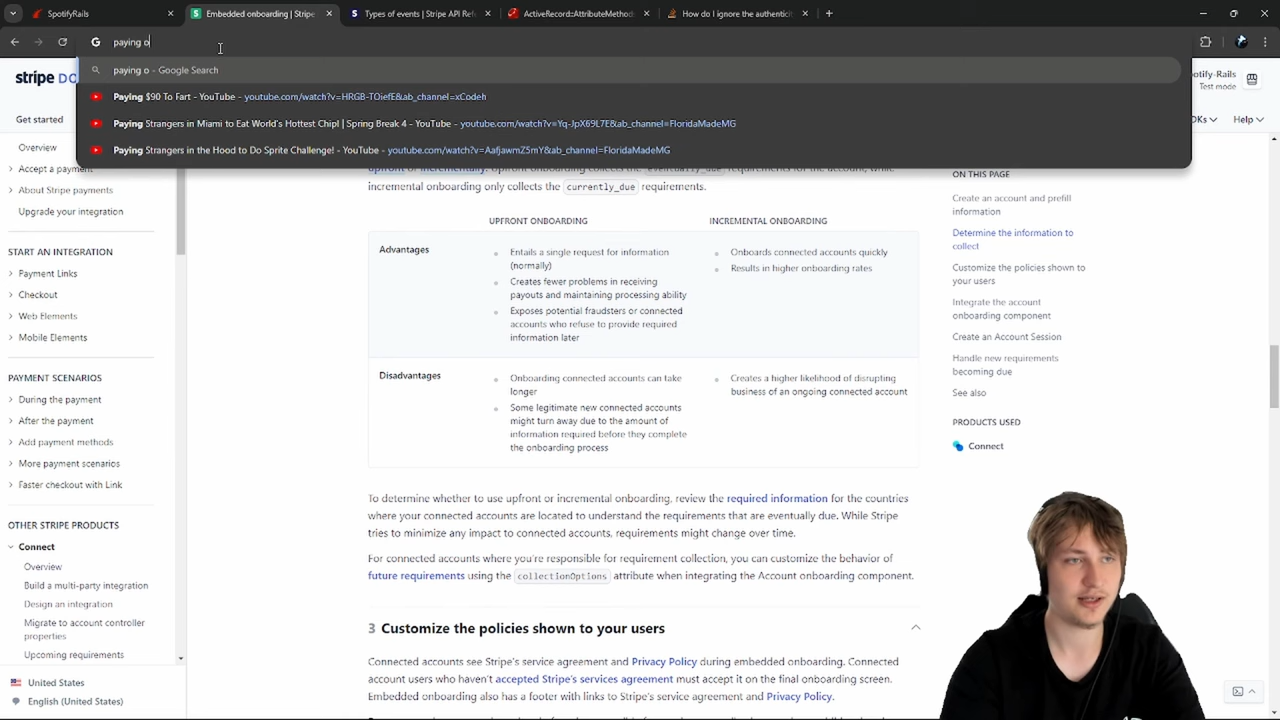 SpotifyRails
Embedded onboarding | Stripe
Types of events | Stripe API Ref
ActiveRecord::AttributeMethod
How do I ignore the authenticit
paying o
paying o - Google Search
Paying $90 To Fart - YouTube - youtube.com/watch?v=HRGB-TOiefE&ab_channel=xCodeh
Paying Strangers in Miami to Eat World's Hottest Chip! | Spring Break 4 - YouTube - youtube.com/watch?v=Yq-JpX69L7E&ab_channel=FloridaMadeMG
Paying Strangers in the Hood to Do Sprite Challenge! - YouTube - youtube.com/watch?v=AafjawmZ5mY&ab_channel=FloridaMadeMG
stripe DO
otify-Rails
Test mode
Get started
DKs
Help
Overview
Accept a payment
About Stripe payments
Upgrade your integration
START AN INTEGRATION
Payment Links
Checkout
Web Elements
Mobile Elements
PAYMENT SCENARIOS
During the payment
After the payment
Add payment methods
More payment scenarios
Faster checkout with Link
OTHER STRIPE PRODUCTS
Connect
Overview
Build a multi-party integration
Design an integration
Migrate to account controller
properties
Upcoming requirements
United States
English (United States)
upfront or incrementally. Upfront onboarding collects the eventually_due requirements for the account, while
incremental onboarding only collects the currently_due requirements.
UPFRONT ONBOARDING
INCREMENTAL ONBOARDING
Advantages
Entails a single request for information
(normally)
Creates fewer problems in receiving
payouts and maintaining processing ability
Exposes potential fraudsters or connected
accounts who refuse to provide required
information later
Onboards connected accounts quickly
Results in higher onboarding rates
Disadvantages
Onboarding connected accounts can take
longer
Some legitimate new connected accounts
might turn away due to the amount of
information required before they complete
the onboarding process
Creates a higher likelihood of disrupting
business of an ongoing connected account
To determine whether to use upfront or incremental onboarding, review the required information for the countries
where your connected accounts are located to understand the requirements that are eventually due. While Stripe
tries to minimize any impact to connected accounts, requirements might change over time.
For connected accounts where you're responsible for requirement collection, you can customize the behavior of
future requirements using the collectionOptions attribute when integrating the Account onboarding component.
3 Customize the policies shown to your users
Connected accounts see Stripe's service agreement and Privacy Policy during embedded onboarding. Connected
account users who haven't accepted Stripe's services agreement must accept it on the final onboarding screen.
Embedded onboarding also has a footer with links to Stripe's service agreement and Privacy Policy.
ON THIS PAGE
Create an account and prefill
information
Determine the information to
collect
Customize the policies shown to
your users
Integrate the account
onboarding component
Create an Account Session
Handle new requirements
becoming due
See also
PRODUCTS USED
Connect